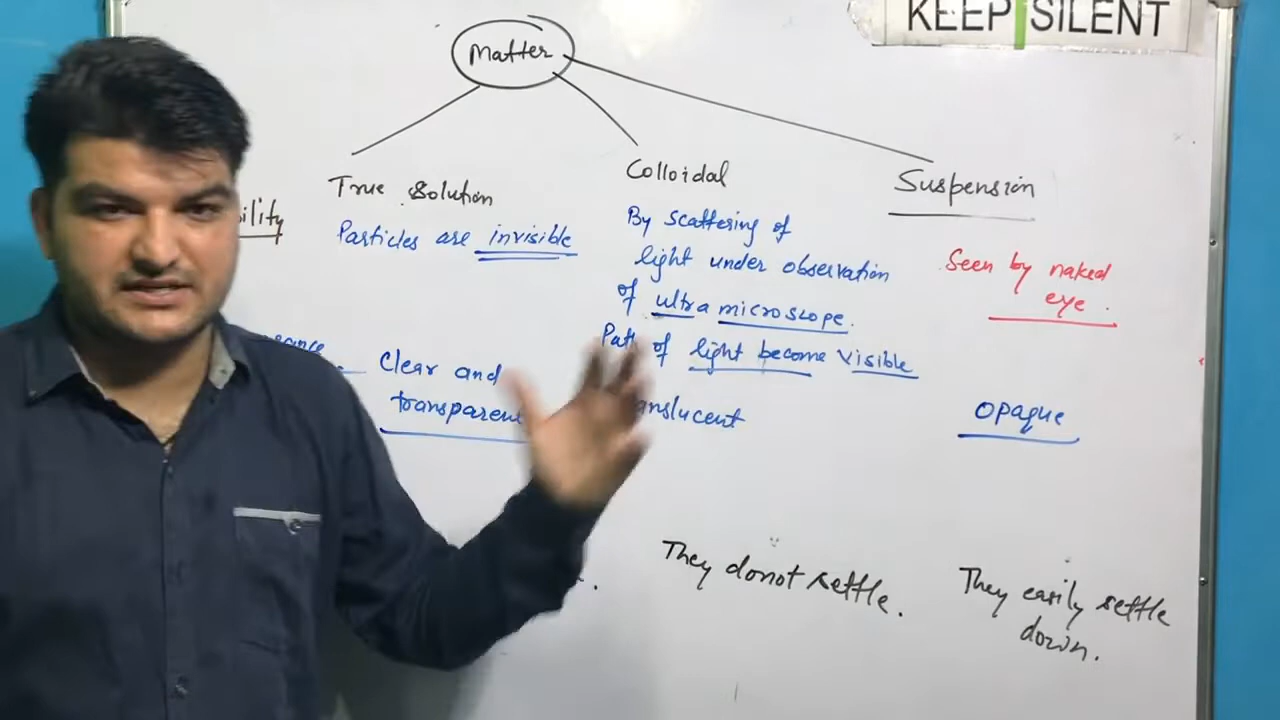 KEEP SILENT
Matter
True Solution
Colloidal
Suspension
Particles are invisible
By scattering of
light under observation
of ultra microscope.
Path of light become visible
Seen by naked
eye.
Clear and
transparent
Opaque
They donot settle.
They easily settle
down.